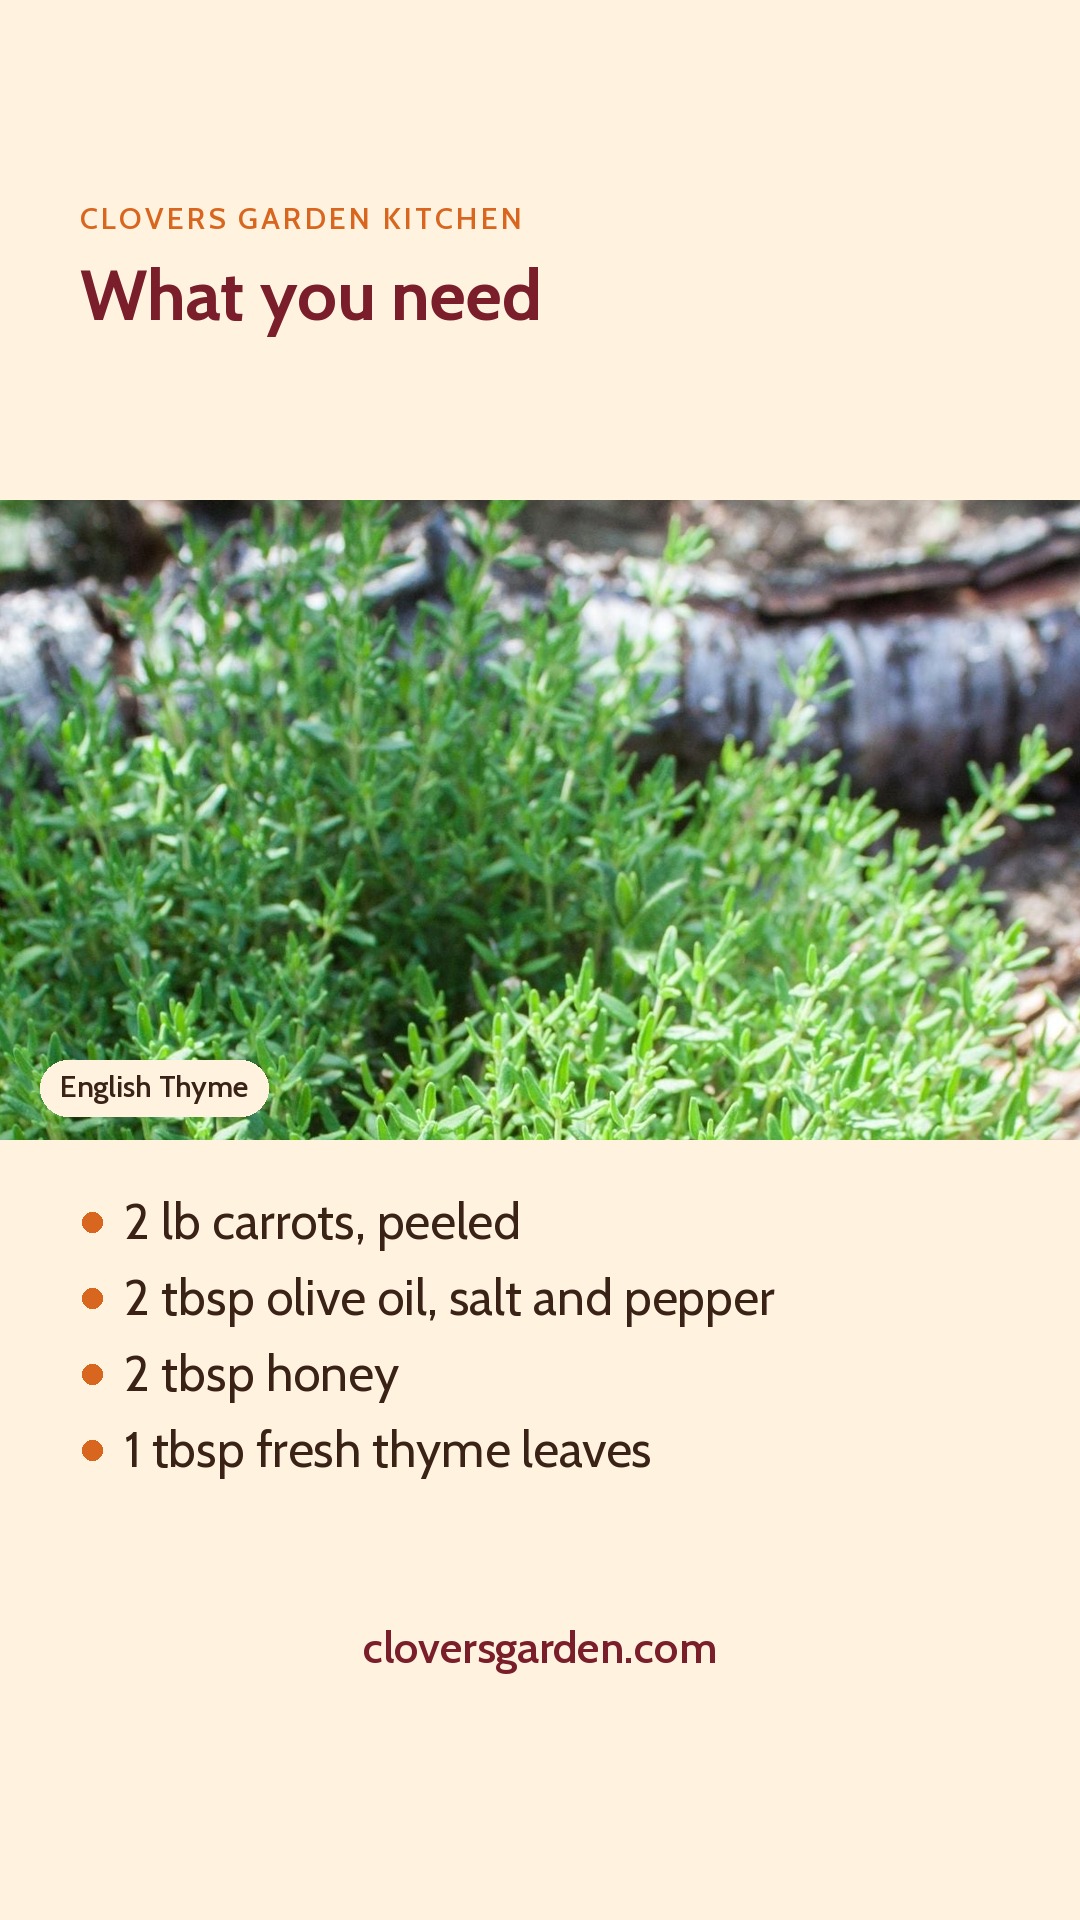 CLOVERS GARDEN KITCHEN
What you need
English Thyme
2 lb carrots, peeled
2 tbsp olive oil, salt and pepper
2 tbsp honey
1 tbsp fresh thyme leaves
cloversgarden.com